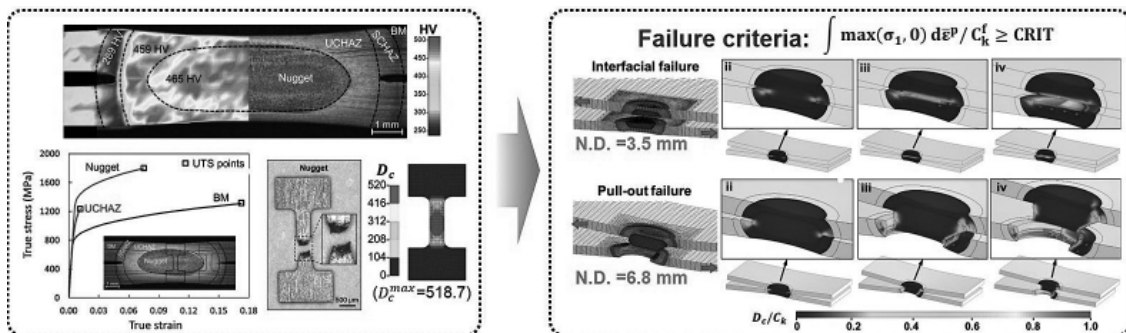 BM
HV
UCHAZ
SCHAZ
269 HV
459 HV
465 HV
Nugget
1 mm
500
450
400
350
300
250
2000
1600
1200
800
400
0
True stress (MPa)
Nugget
UTS points
UCHAZ
BM
BM
UCHAZ
Nugget
0.00
0.03
0.06
0.09
0.12
0.15
0.18
True strain
Nugget
500 μm
D_c
520
416
312
208
104
0
(D_c^max=518.7)
Failure criteria: ∫ max(σ₁, 0) dε̄ᵖ/C_k^f ≥ CRIT
Interfacial failure
N.D. =3.5 mm
ii
iii
iv
Pull-out failure
N.D. =6.8 mm
ii
iii
iv
D_c/C_k
0
0.2
0.4
0.6
0.8
1.0